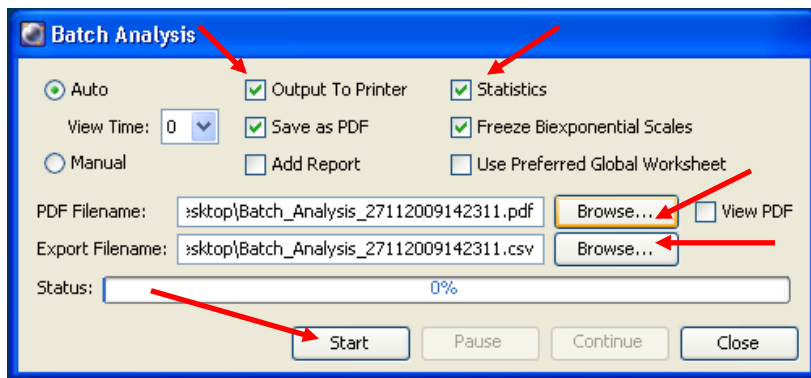 Batch Analysis
Auto Output To Printer Statistics
View Time: 0 Save as PDF Freeze Biexponential Scales
Manual Add Report Use Preferred Global Worksheet
PDF Filename: esktop\Batch_Analysis_27112009142311.pdf Browse... View PDF
Export Filename: esktop\Batch_Analysis_27112009142311.csv Browse...
Status: 0%
Start Pause Continue Close